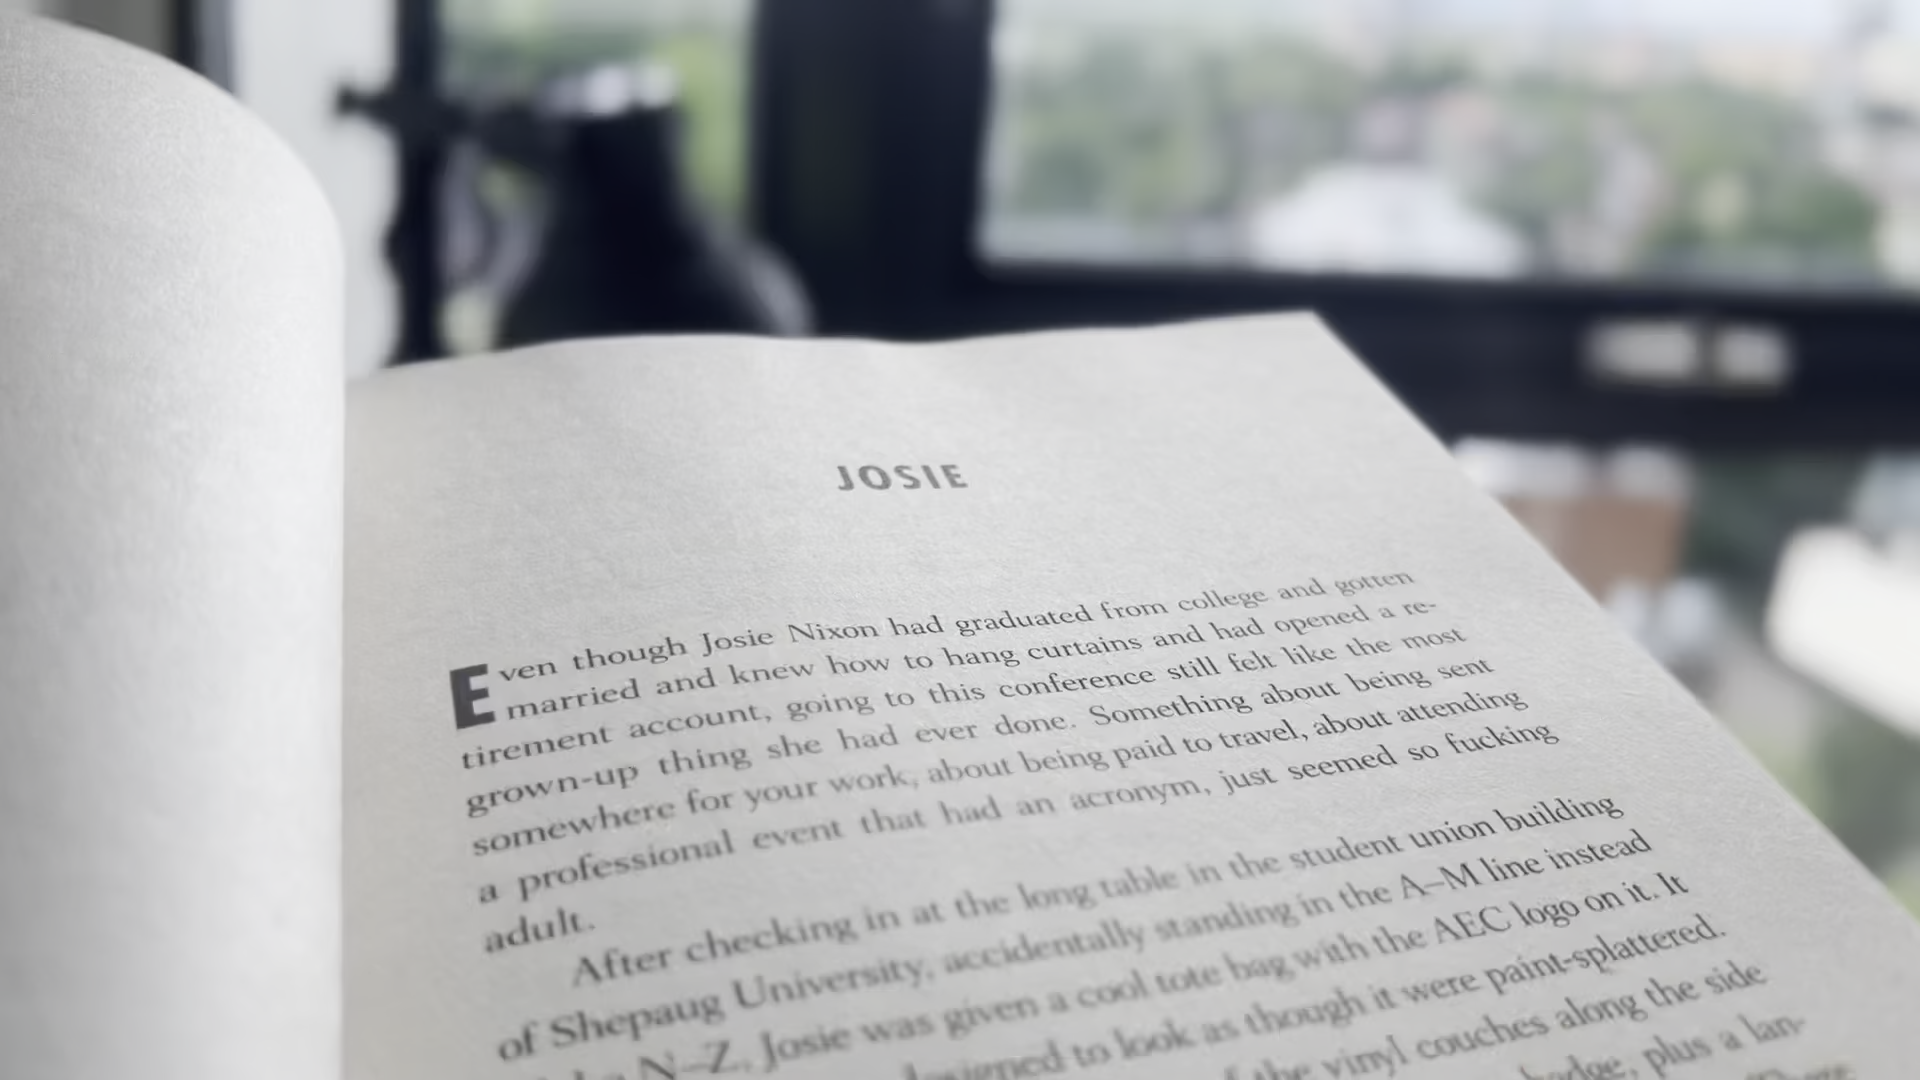 JOSIE
Even though Josie Nixon had graduated from college and gotten
married and knew how to hang curtains and had opened a re-
tirement account, going to this conference still felt like the most
grown-up thing she had ever done. Something about being sent
somewhere for your work, about being paid to travel, about attending
a professional event that had an acronym, just seemed so fucking
adult.
After checking in at the long table in the student union building
of Shepaug University, accidentally standing in the A–M line instead
N–Z, Josie was given a cool tote bag with the AEC logo on it. It
designed to look as though it were paint-splattered.
the vinyl couches along the side
badge, plus a lan-